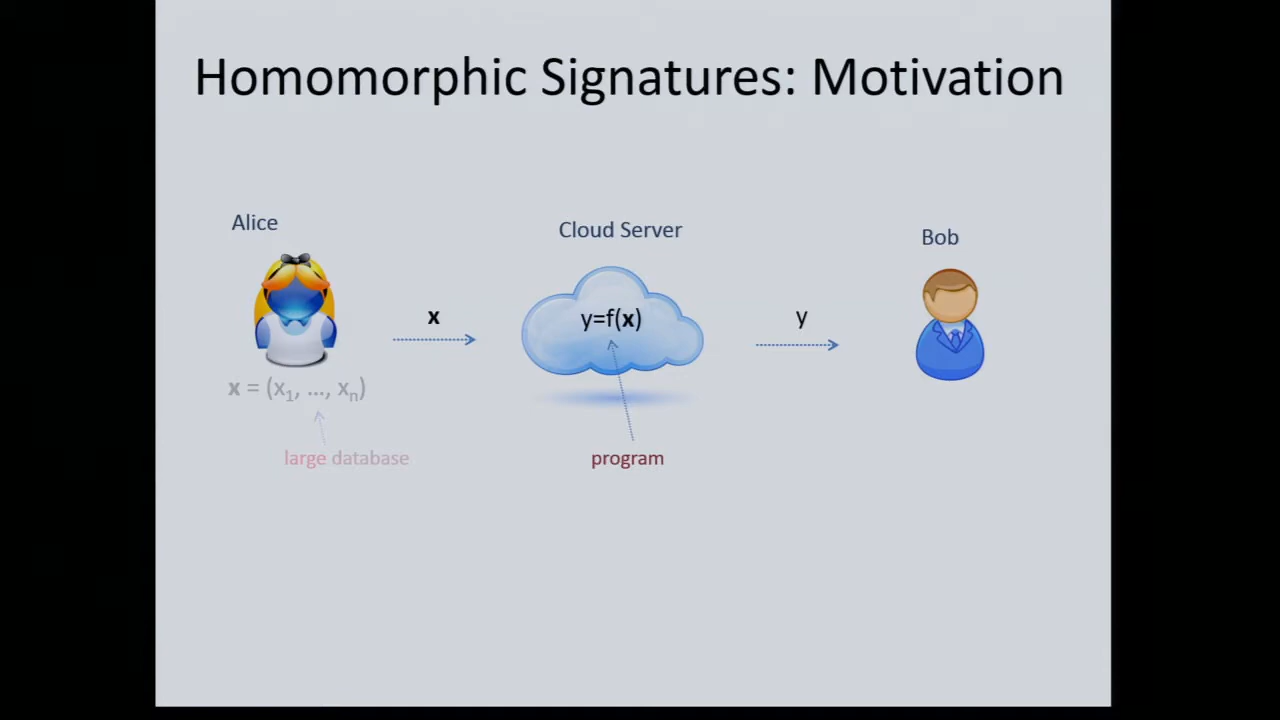 Homomorphic Signatures: Motivation
Alice
Cloud Server
Bob
x
y=f(x)
y
x = (x1, ..., xn)
large database
program